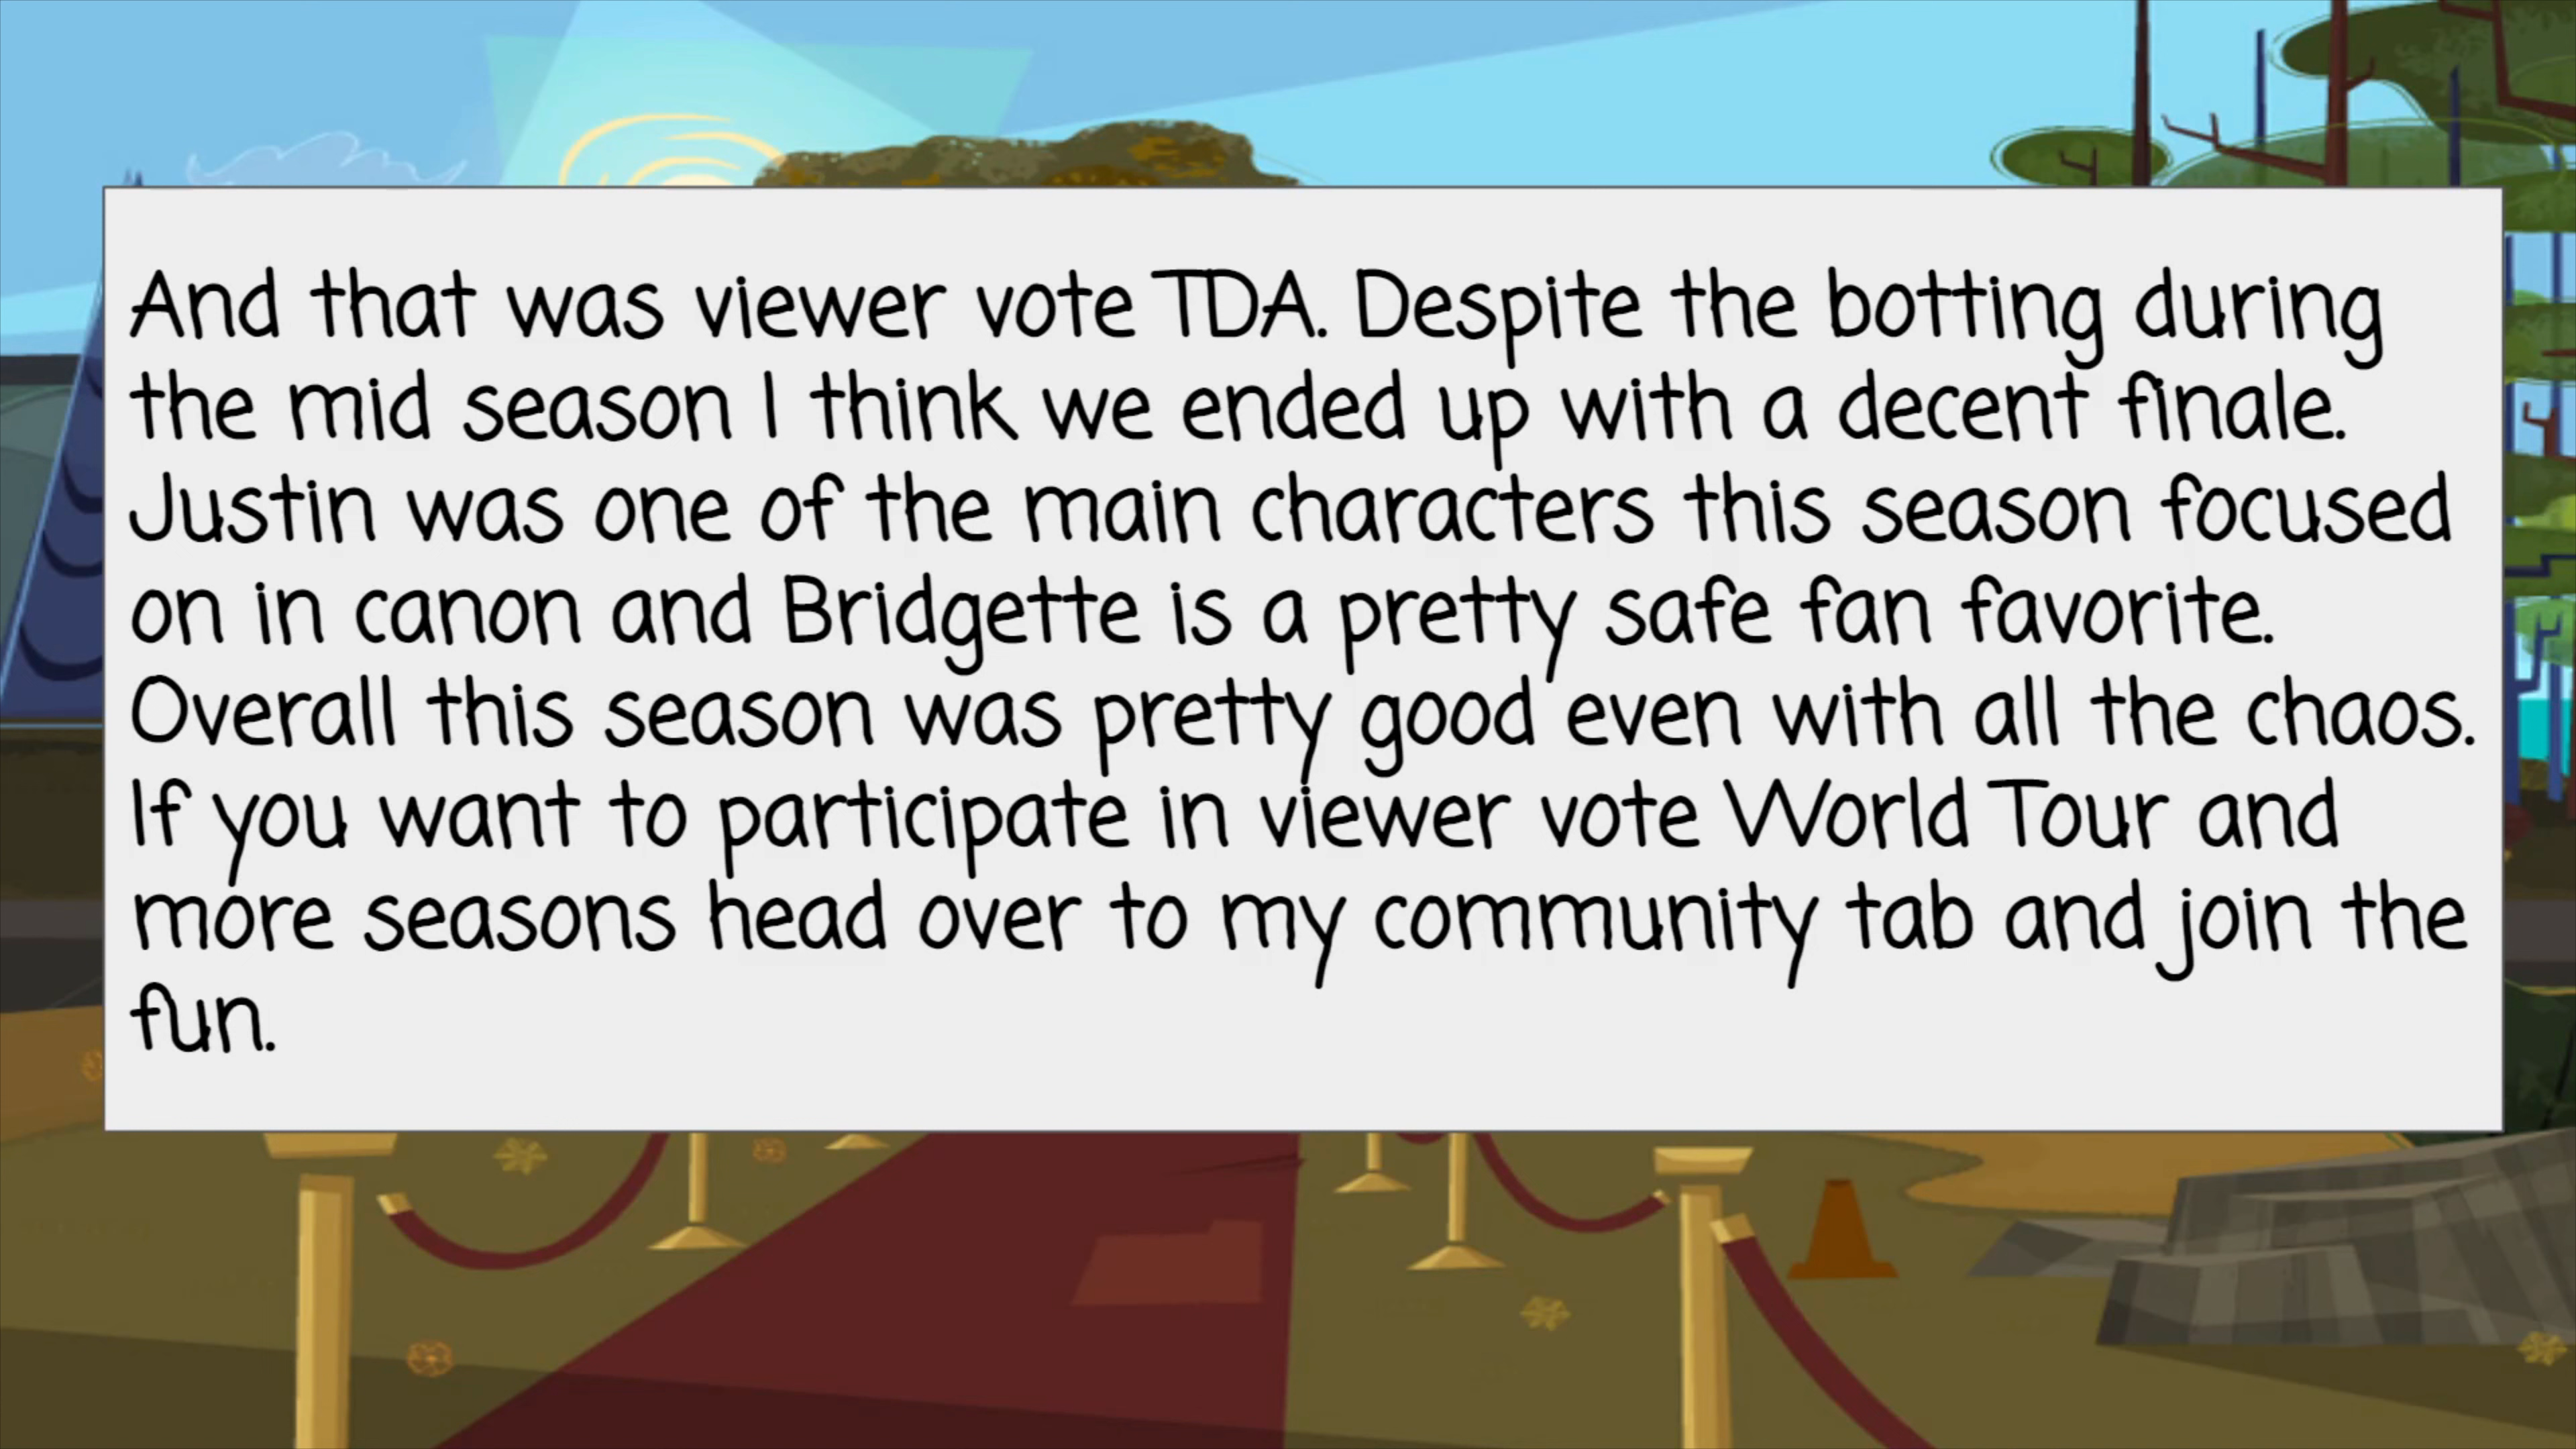 And that was viewer vote TDA. Despite the botting during
the mid season I think we ended up with a decent finale.
Justin was one of the main characters this season focused
on in canon and Bridgette is a pretty safe fan favorite.
Overall this season was pretty good even with all the chaos.
If you want to participate in viewer vote World Tour and
more seasons head over to my community tab and join the
fun.